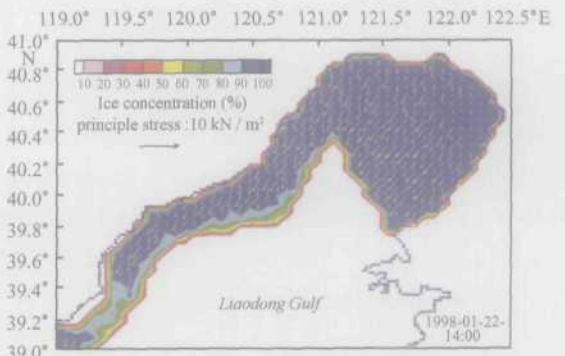 119.0° 119.5° 120.0° 120.5° 121.0° 121.5° 122.0° 122.5°E
41.0°
N
40.8°
40.6°
40.4°
40.2°
40.0°
39.8°
39.6°
39.4°
39.2°
39.0°
10 20 30 40 50 60 70 80 90 100
Ice concentration (%)
principle stress :10 kN / m²
Liaodong Gulf
1998-01-22-
14:00